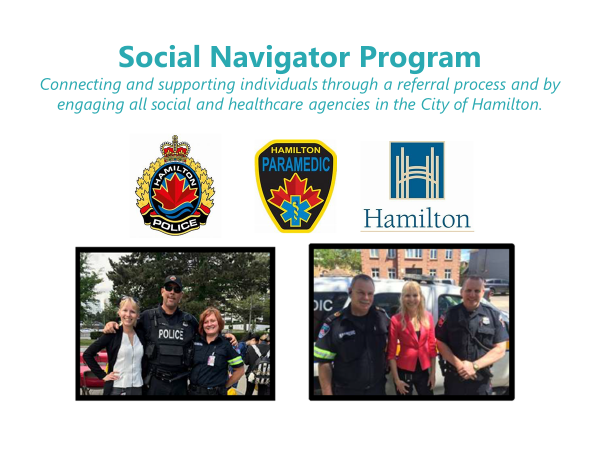 Social Navigator Program
Connecting and supporting individuals through a referral process and by
engaging all social and healthcare agencies in the City of Hamilton.
HAMILTON
POLICE
HAMILTON
PARAMEDIC
Hamilton
POLICE
DIC